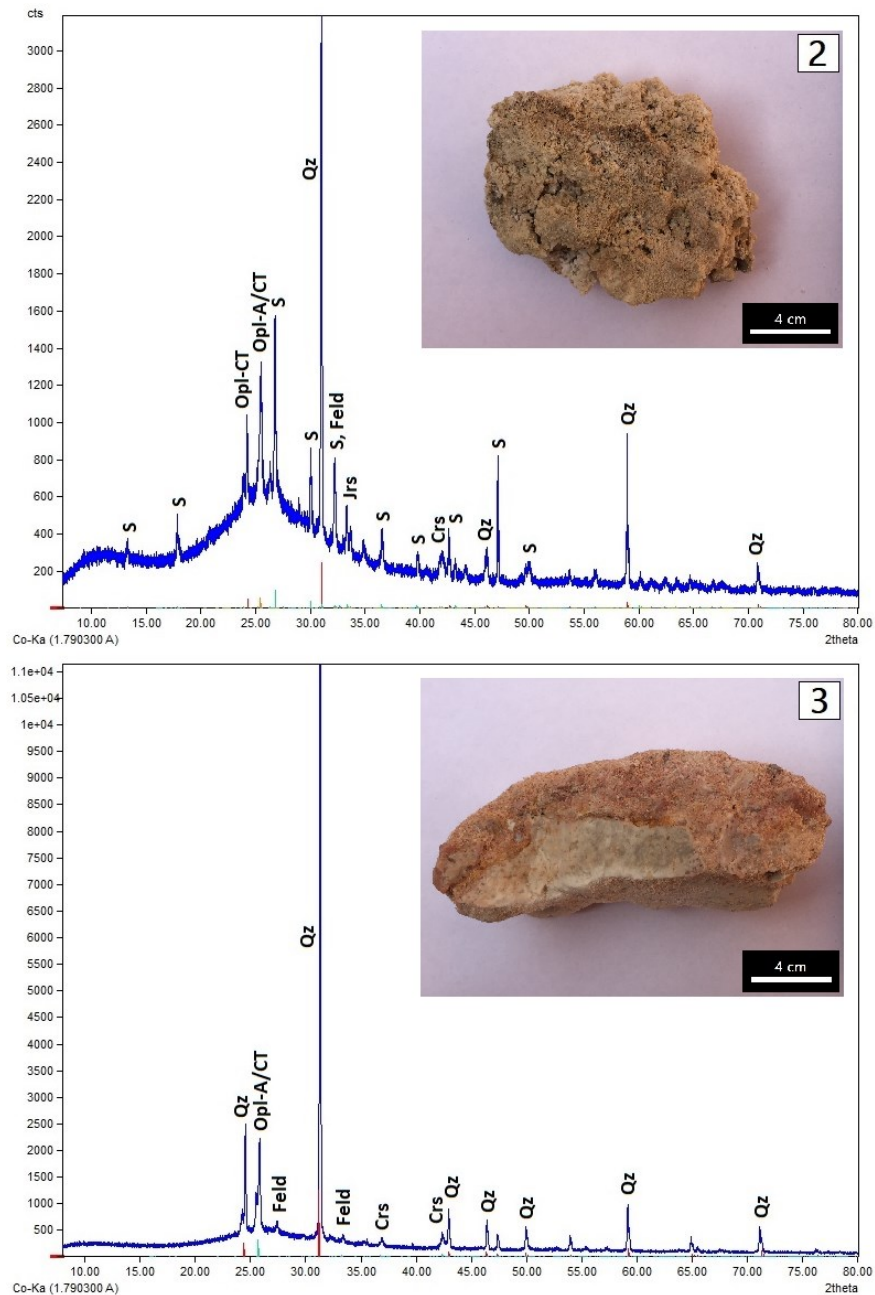 cts
2
3000
2800
2600
2400
2200
2000
1800
1600
1400
1200
1000
800
600
400
200
Qz
Opl-CT
Opl-A/CT
S
S
S
S
S, Feld
Jrs
S
S
Crs
S
Qz
S
S
Qz
Qz
4 cm
10.00 15.00 20.00 25.00 30.00 35.00 40.00 45.00 50.00 55.00 60.00 65.00 70.00 75.00 80.00
Co-Ka (1.790300 A) 2theta
3
1.1e+04
1.05e+04
1e+04
9500
9000
8500
8000
7500
7000
6500
6000
5500
5000
4500
4000
3500
3000
2500
2000
1500
1000
500
Qz
Qz
Opl-A/CT
Feld
Feld
Crs
Crs
Qz
Qz
Qz
Qz
Qz
4 cm
10.00 15.00 20.00 25.00 30.00 35.00 40.00 45.00 50.00 55.00 60.00 65.00 70.00 75.00 80.00
Co-Ka (1.790300 A) 2theta